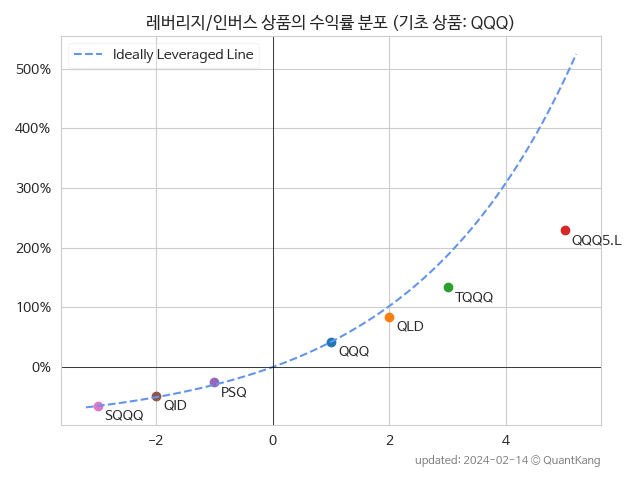 레버리지/인버스 상품의 수익률 분포 (기초 상품: QQQ)
Ideally Leveraged Line
500%
400%
300%
200%
100%
0%
QQQ5.L
TQQQ
QLD
QQQ
PSQ
QID
SQQQ
−2
0
2
4
updated: 2024-02-14 © QuantKang